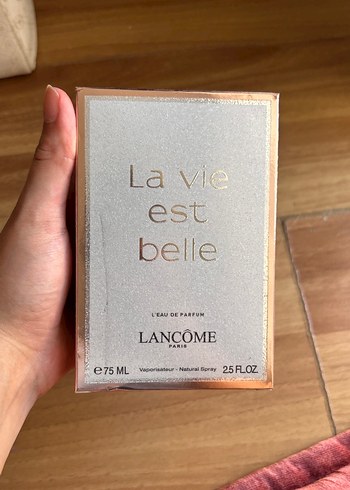 La vie
est
belle
L'EAU DE PARFUM
LANCÔME
PARIS
℮75 ML Vaporisateur - Natural Spray 2.5 FL.OZ.